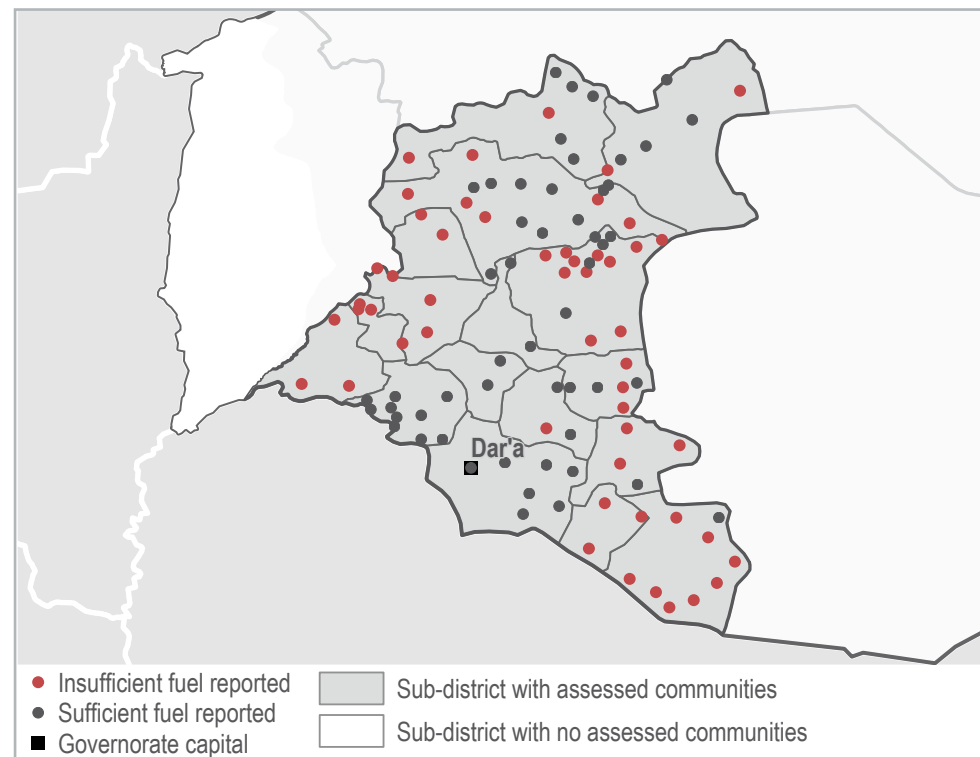 Dar'a
Insufficient fuel reported
Sufficient fuel reported
Governorate capital
Sub-district with assessed communities
Sub-district with no assessed communities